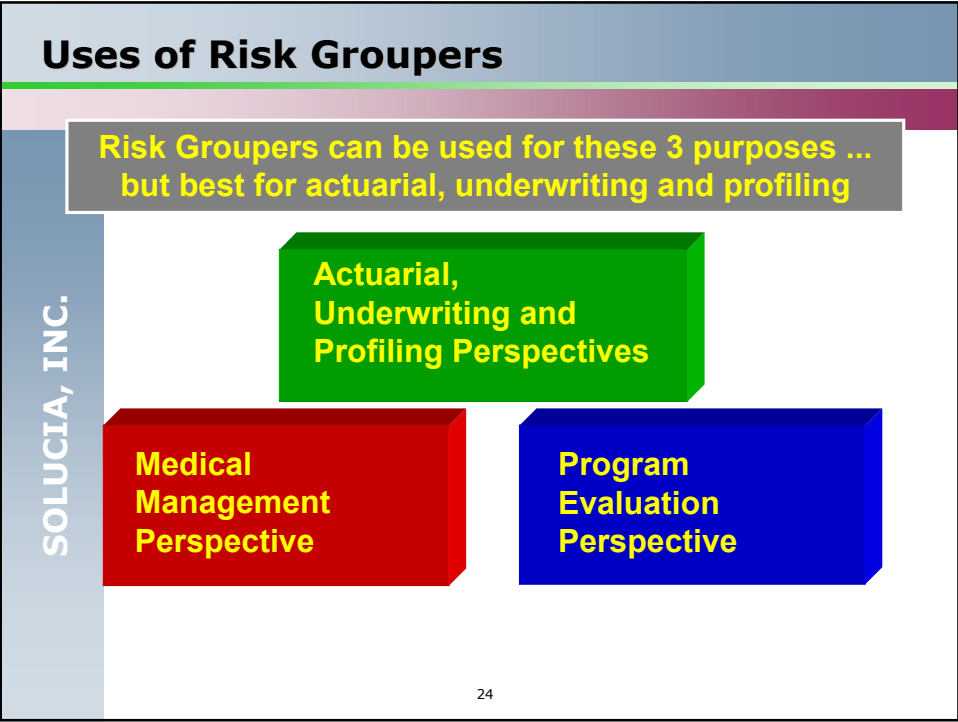 Uses of Risk Groupers
Risk Groupers can be used for these 3 purposes ...
but best for actuarial, underwriting and profiling
Actuarial,
Underwriting and
Profiling Perspectives
Medical
Management
Perspective
Program
Evaluation
Perspective
SOLUCIA, INC.
24